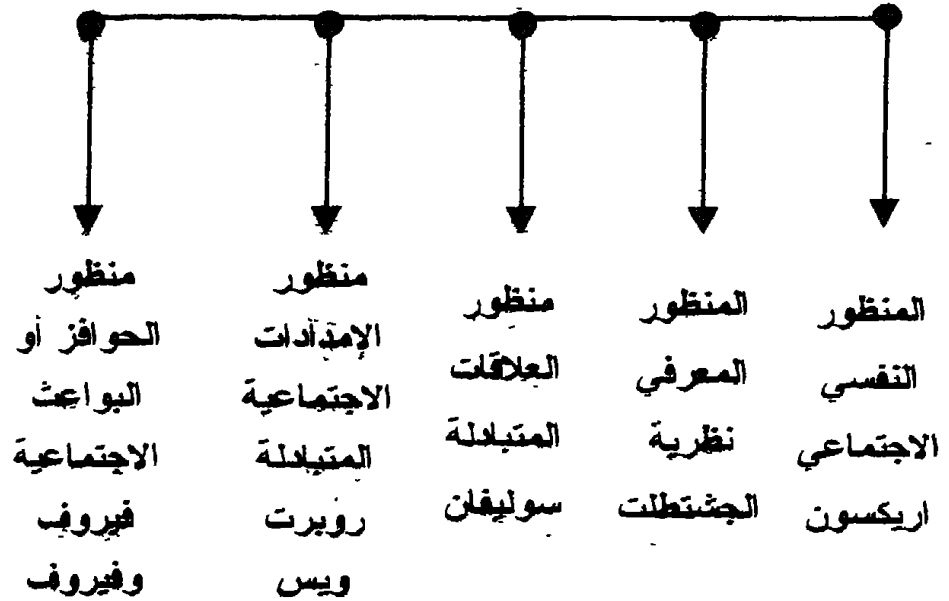 المنظور
النفسي
الاجتماعي
اريكسون
المنظور
المعرفي
نظرية
الجشتطلت
منظور
العلاقات
المتبادلة
سوليفان
منظور
الإمدادات
الاجتماعية
المتبادلة
روبرت
ويس
منظور
الحوافز أو
البواعث
الاجتماعية
فيروف
وفيروف